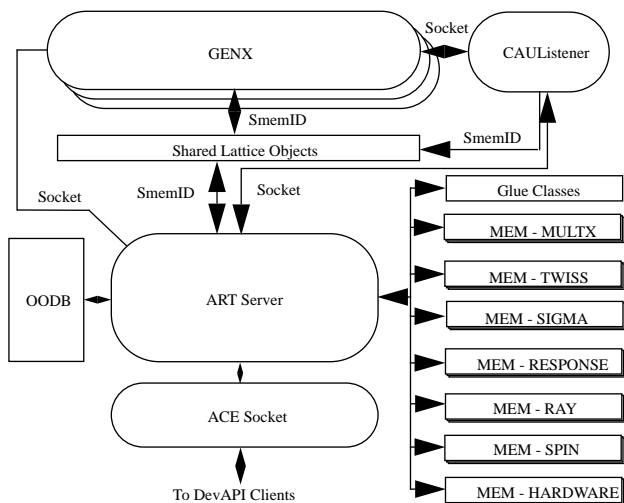 Socket
GENX
CAUListener
SmemID
SmemID
Shared Lattice Objects
Socket
SmemID
Socket
Glue Classes
MEM - MULTX
OODB
ART Server
MEM - TWISS
MEM - SIGMA
MEM - RESPONSE
ACE Socket
MEM - RAY
MEM - SPIN
To DevAPI Clients
MEM - HARDWARE